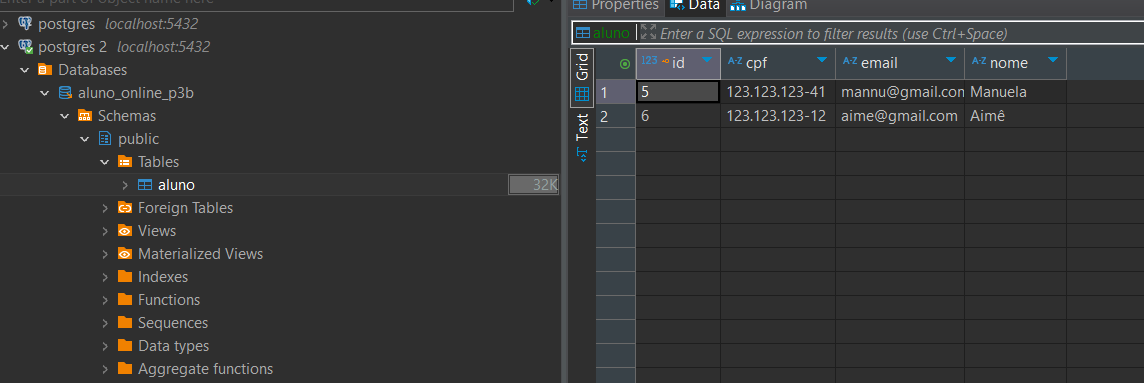 Enter a part of object name here
postgres localhost:5432
postgres 2 localhost:5432
Databases
aluno_online_p3b
Schemas
public
Tables
aluno 32K
Foreign Tables
Views
Materialized Views
Indexes
Functions
Sequences
Data types
Aggregate functions
Properties Data Diagram
aluno Enter a SQL expression to filter results (use Ctrl+Space)
Grid
Text
123 id A-Z cpf A-Z email A-Z nome
1 5 123.123.123-41 mannu@gmail.con Manuela
2 6 123.123.123-12 aime@gmail.com Aimê